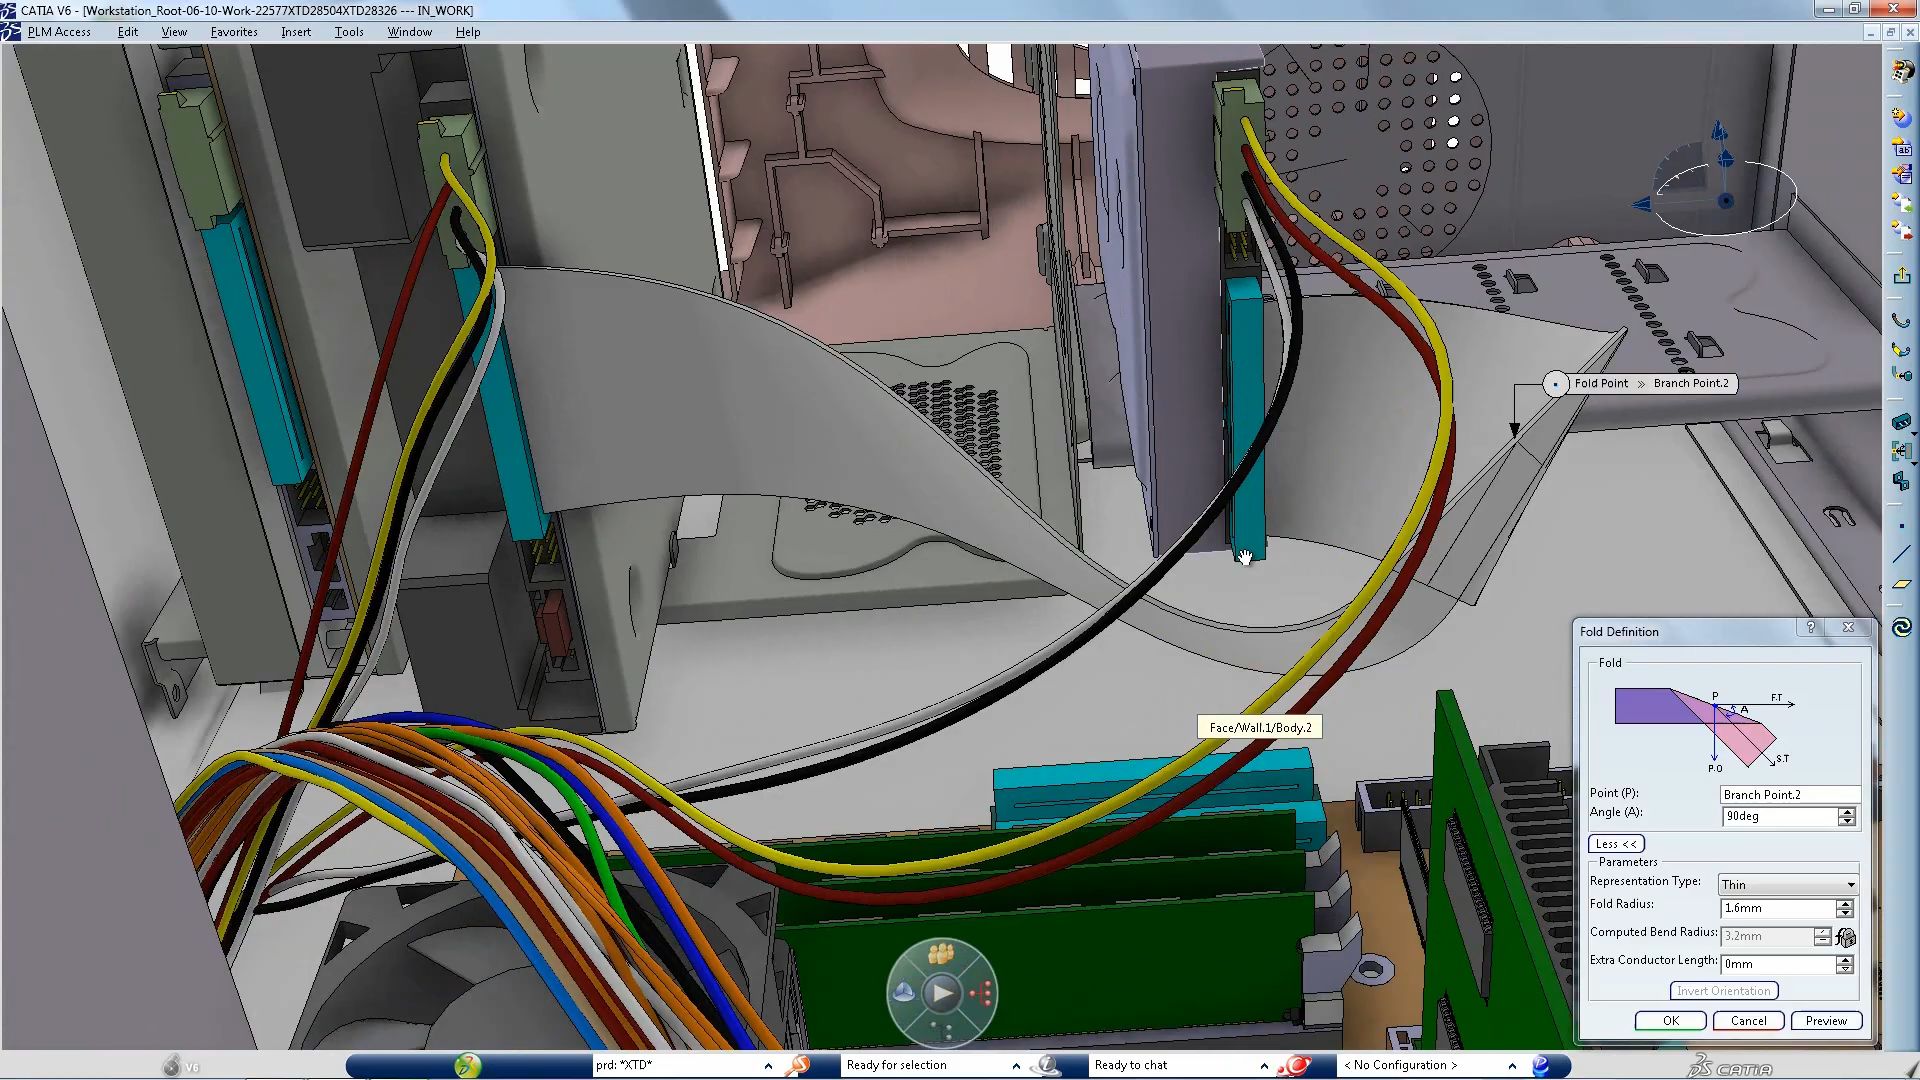 CATIA V6 - [Workstation_Root-06-10-Work-22577XTD28504XTD28326 --- IN_WORK]
PLM Access Edit View Favorites Insert Tools Window Help
Fold Point » Branch Point.2
Face/Wall.1/Body.2
Fold Definition
Fold
P
F.T
A
P.O
S.T
Point (P): Branch Point.2
Angle (A): 90deg
Less <<
Parameters
Representation Type: Thin
Fold Radius: 1.6mm
Computed Bend Radius: 3.2mm
Extra Conductor Length: 0mm
Invert Orientation
OK Cancel Preview
V6
prd: *XTD*
Ready for selection
Ready to chat
< No Configuration >
CATIA